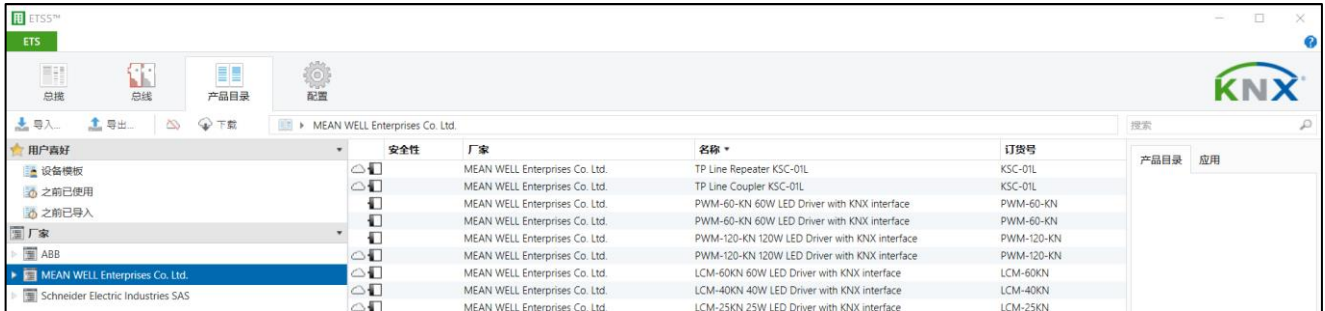 ETS5™
ETS
总揽
总线
产品目录
配置
KNX
导入...
导出...
下载
MEAN WELL Enterprises Co. Ltd.
搜索
用户喜好
设备模板
之前已使用
之前已导入
厂家
ABB
MEAN WELL Enterprises Co. Ltd.
Schneider Electric Industries SAS
安全性 厂家 名称 订货号
MEAN WELL Enterprises Co. Ltd. TP Line Repeater KSC-01L KSC-01L
MEAN WELL Enterprises Co. Ltd. TP Line Coupler KSC-01L KSC-01L
MEAN WELL Enterprises Co. Ltd. PWM-60-KN 60W LED Driver with KNX interface PWM-60-KN
MEAN WELL Enterprises Co. Ltd. PWM-60-KN 60W LED Driver with KNX interface PWM-60-KN
MEAN WELL Enterprises Co. Ltd. PWM-120-KN 120W LED Driver with KNX interface PWM-120-KN
MEAN WELL Enterprises Co. Ltd. PWM-120-KN 120W LED Driver with KNX interface PWM-120-KN
MEAN WELL Enterprises Co. Ltd. LCM-60KN 60W LED Driver with KNX interface LCM-60KN
MEAN WELL Enterprises Co. Ltd. LCM-40KN 40W LED Driver with KNX interface LCM-40KN
MEAN WELL Enterprises Co. Ltd. LCM-25KN 25W LED Driver with KNX interface LCM-25KN
产品目录 应用